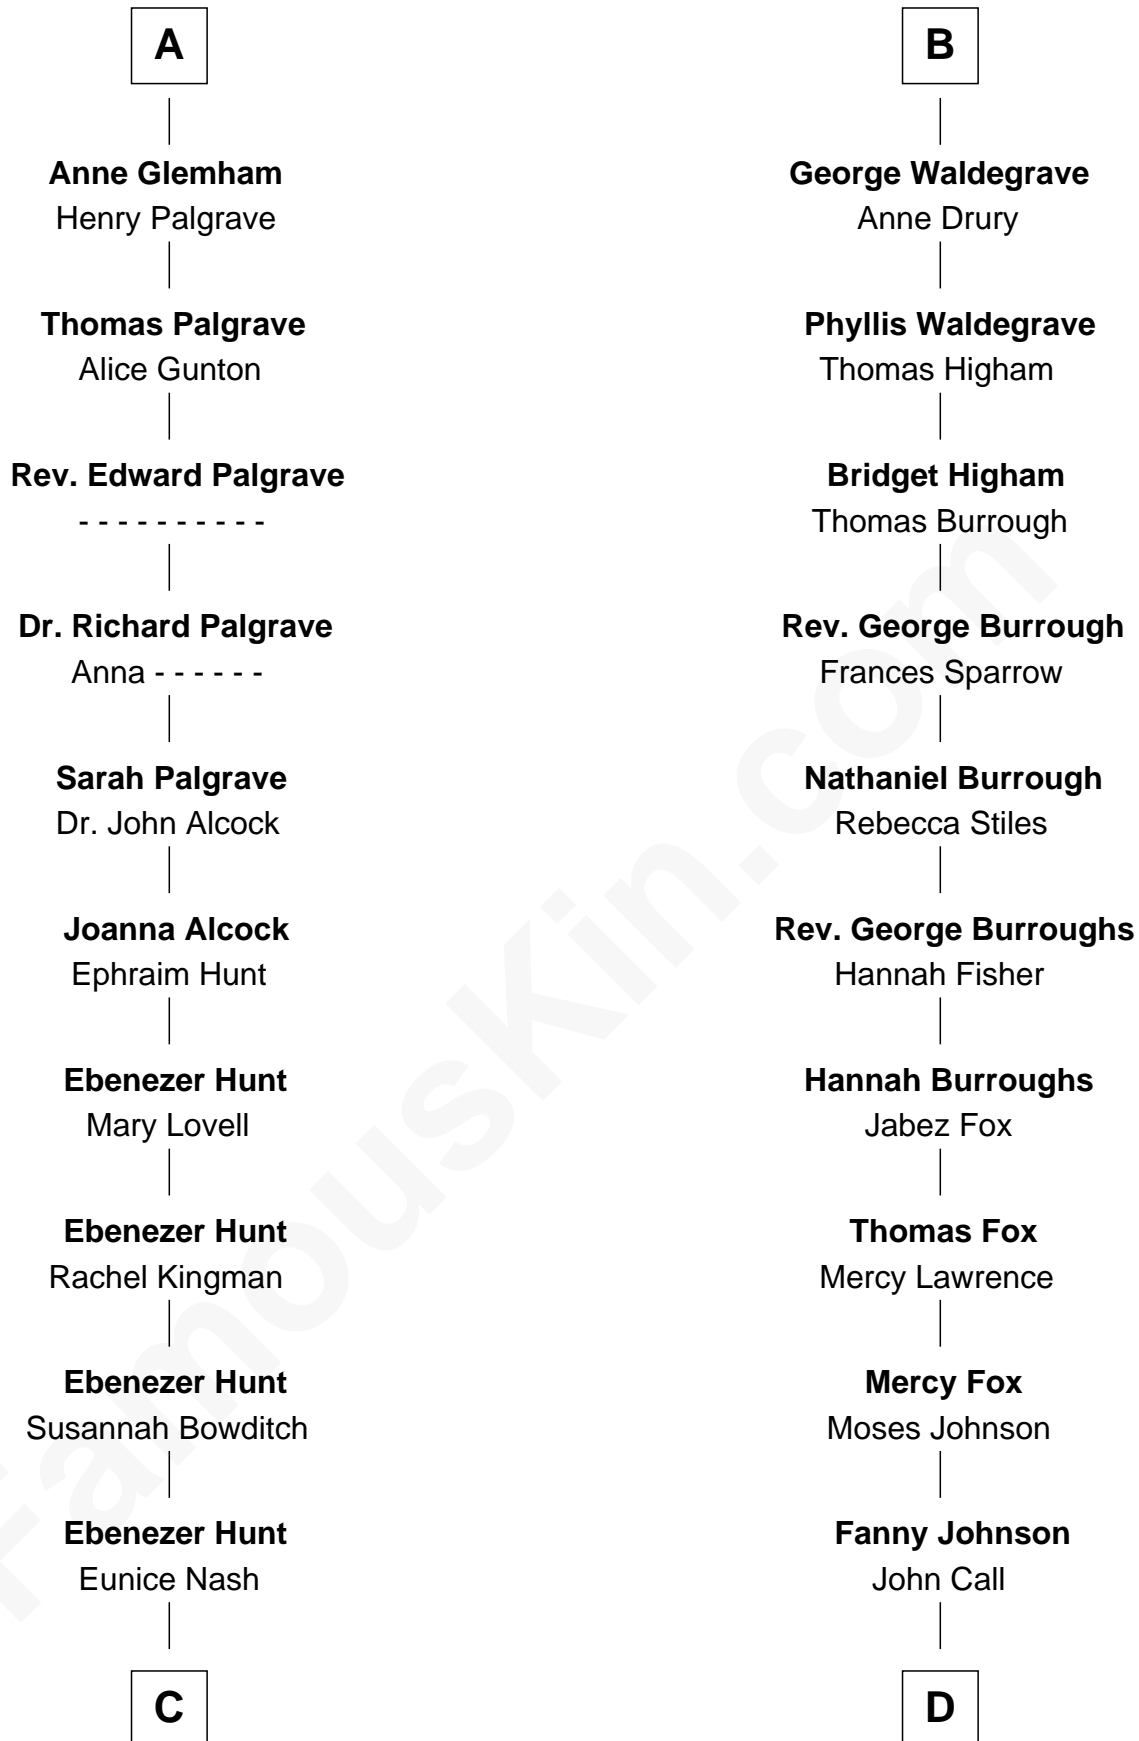 A
Anne Glemham
Henry Palgrave
Thomas Palgrave
Alice Gunton
Rev. Edward Palgrave
- - - - - - - - - -
Dr. Richard Palgrave
Anna - - - - - -
Sarah Palgrave
Dr. John Alcock
Joanna Alcock
Ephraim Hunt
Ebenezer Hunt
Mary Lovell
Ebenezer Hunt
Rachel Kingman
Ebenezer Hunt
Susannah Bowditch
Ebenezer Hunt
Eunice Nash
C
B
George Waldegrave
Anne Drury
Phyllis Waldegrave
Thomas Higham
Bridget Higham
Thomas Burrough
Rev. George Burrough
Frances Sparrow
Nathaniel Burrough
Rebecca Stiles
Rev. George Burroughs
Hannah Fisher
Hannah Burroughs
Jabez Fox
Thomas Fox
Mercy Lawrence
Mercy Fox
Moses Johnson
Fanny Johnson
John Call
D
FamousKin.com